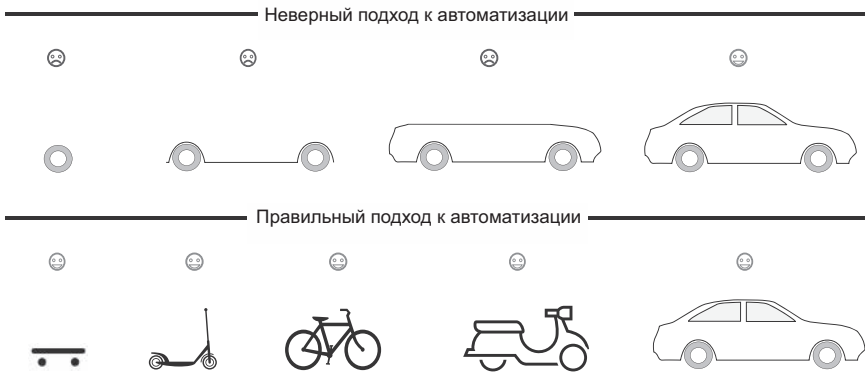 Неверный подход к автоматизации
Правильный подход к автоматизации